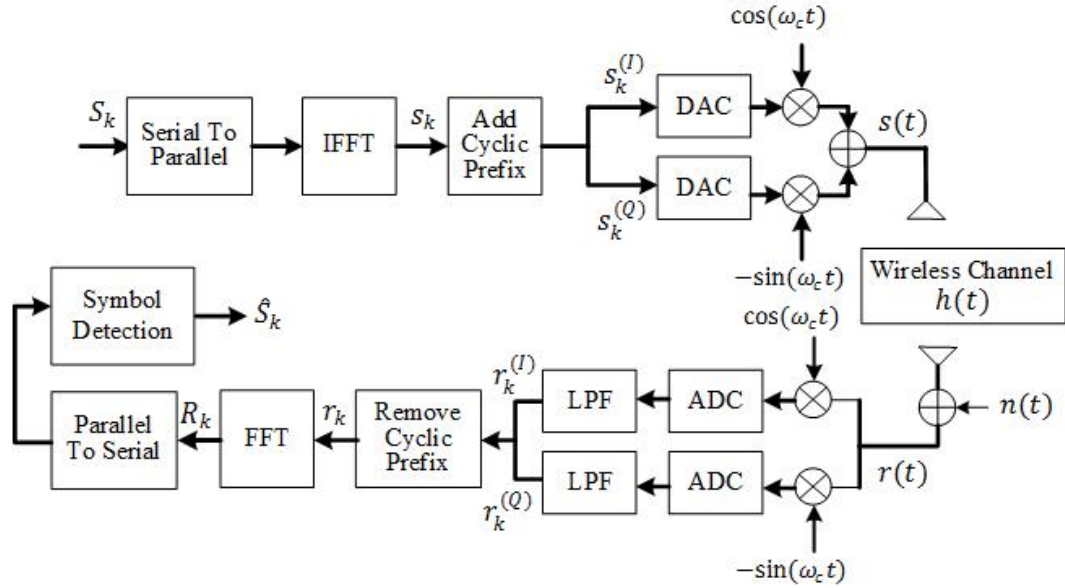 cos(ω_c t)
S_k
Serial To
Parallel
IFFT
s_k
Add
Cyclic
Prefix
s_k^(I)
DAC
s(t)
s_k^(Q)
DAC
−sin(ω_c t)
Wireless Channel
h(t)
Symbol
Detection
Ŝ_k
cos(ω_c t)
Parallel
To Serial
R_k
FFT
r_k
Remove
Cyclic
Prefix
r_k^(I)
LPF
ADC
n(t)
r_k^(Q)
LPF
ADC
r(t)
−sin(ω_c t)